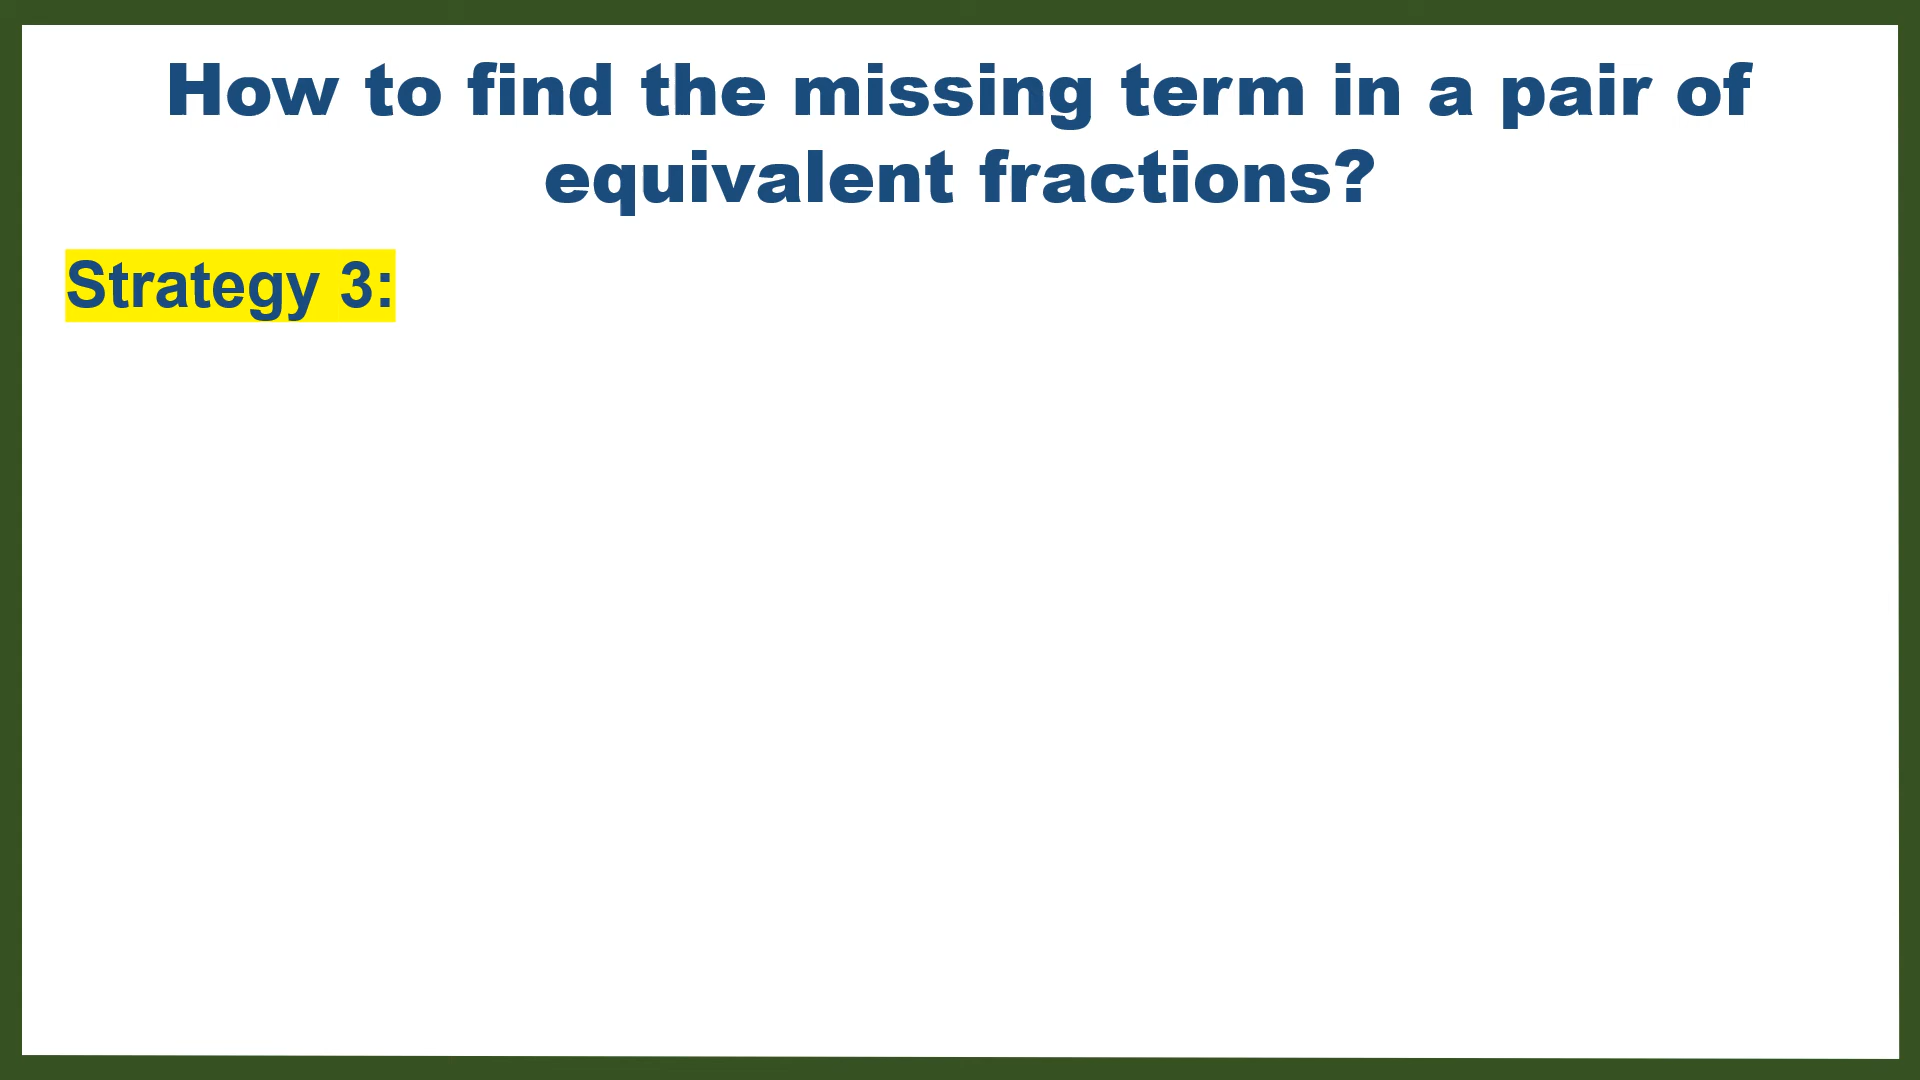 How to find the missing term in a pair of
equivalent fractions?
Strategy 3: